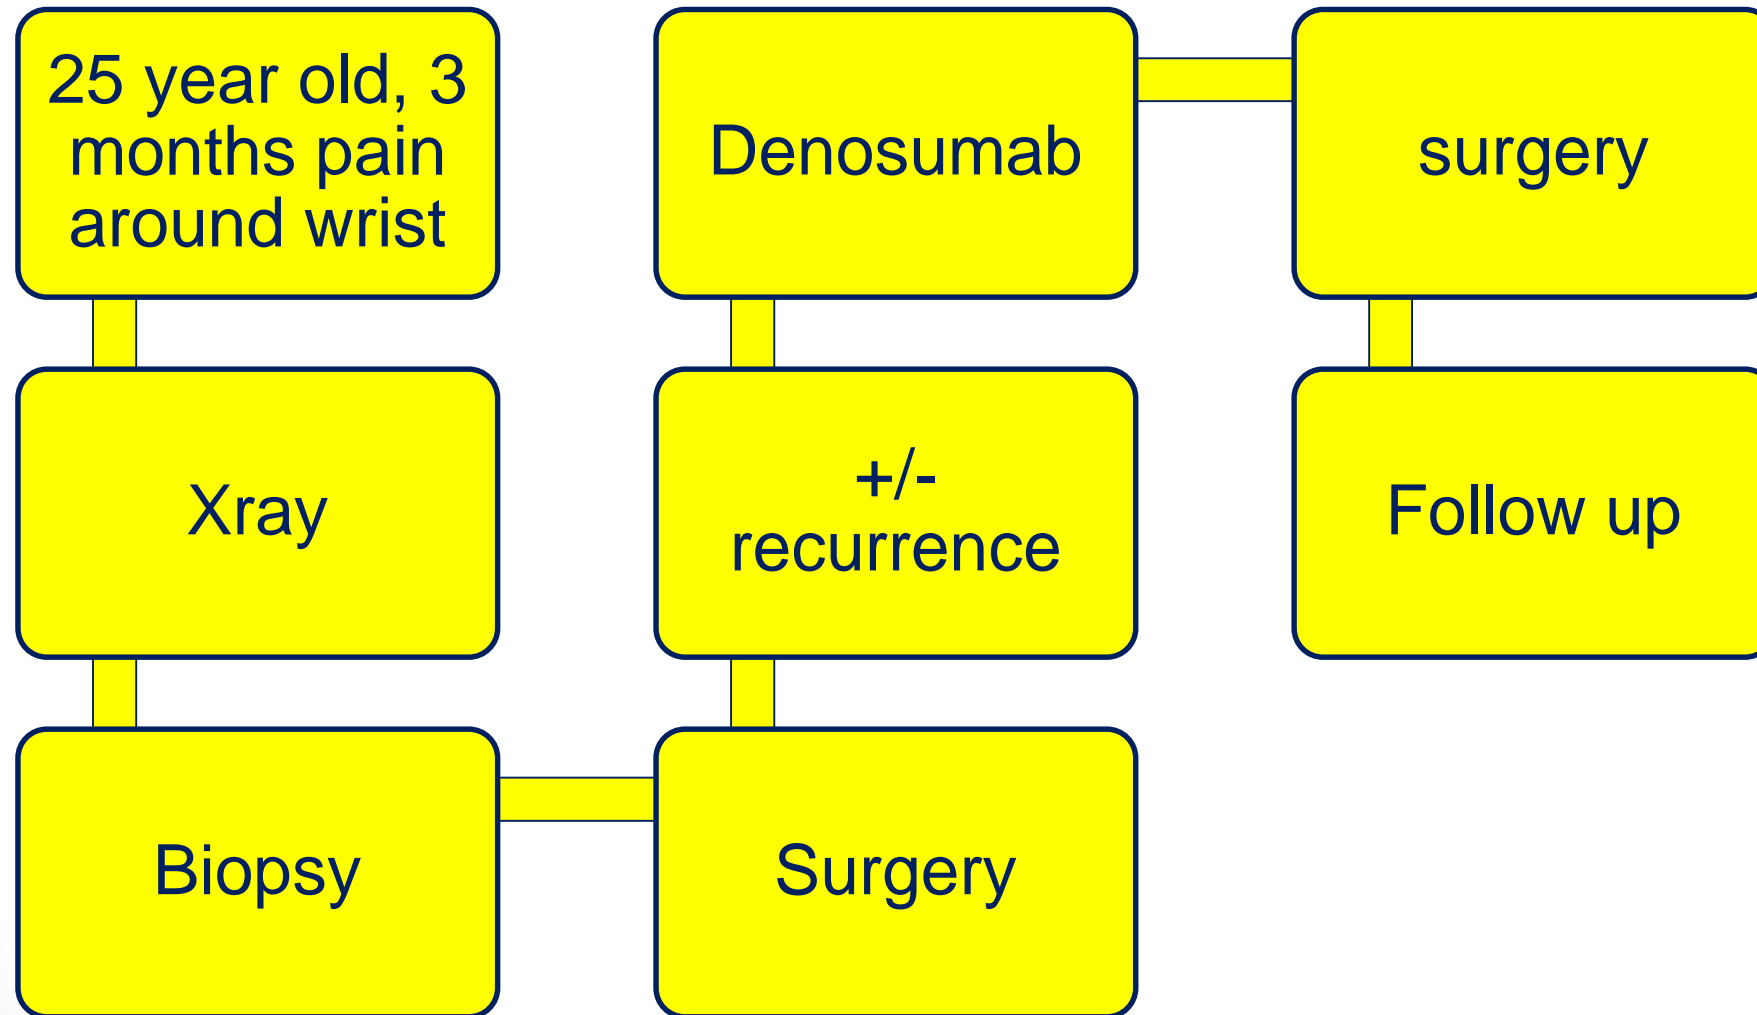 25 year old, 3
months pain
around wrist
Xray
Biopsy
Surgery
+/-
recurrence
Denosumab
surgery
Follow up